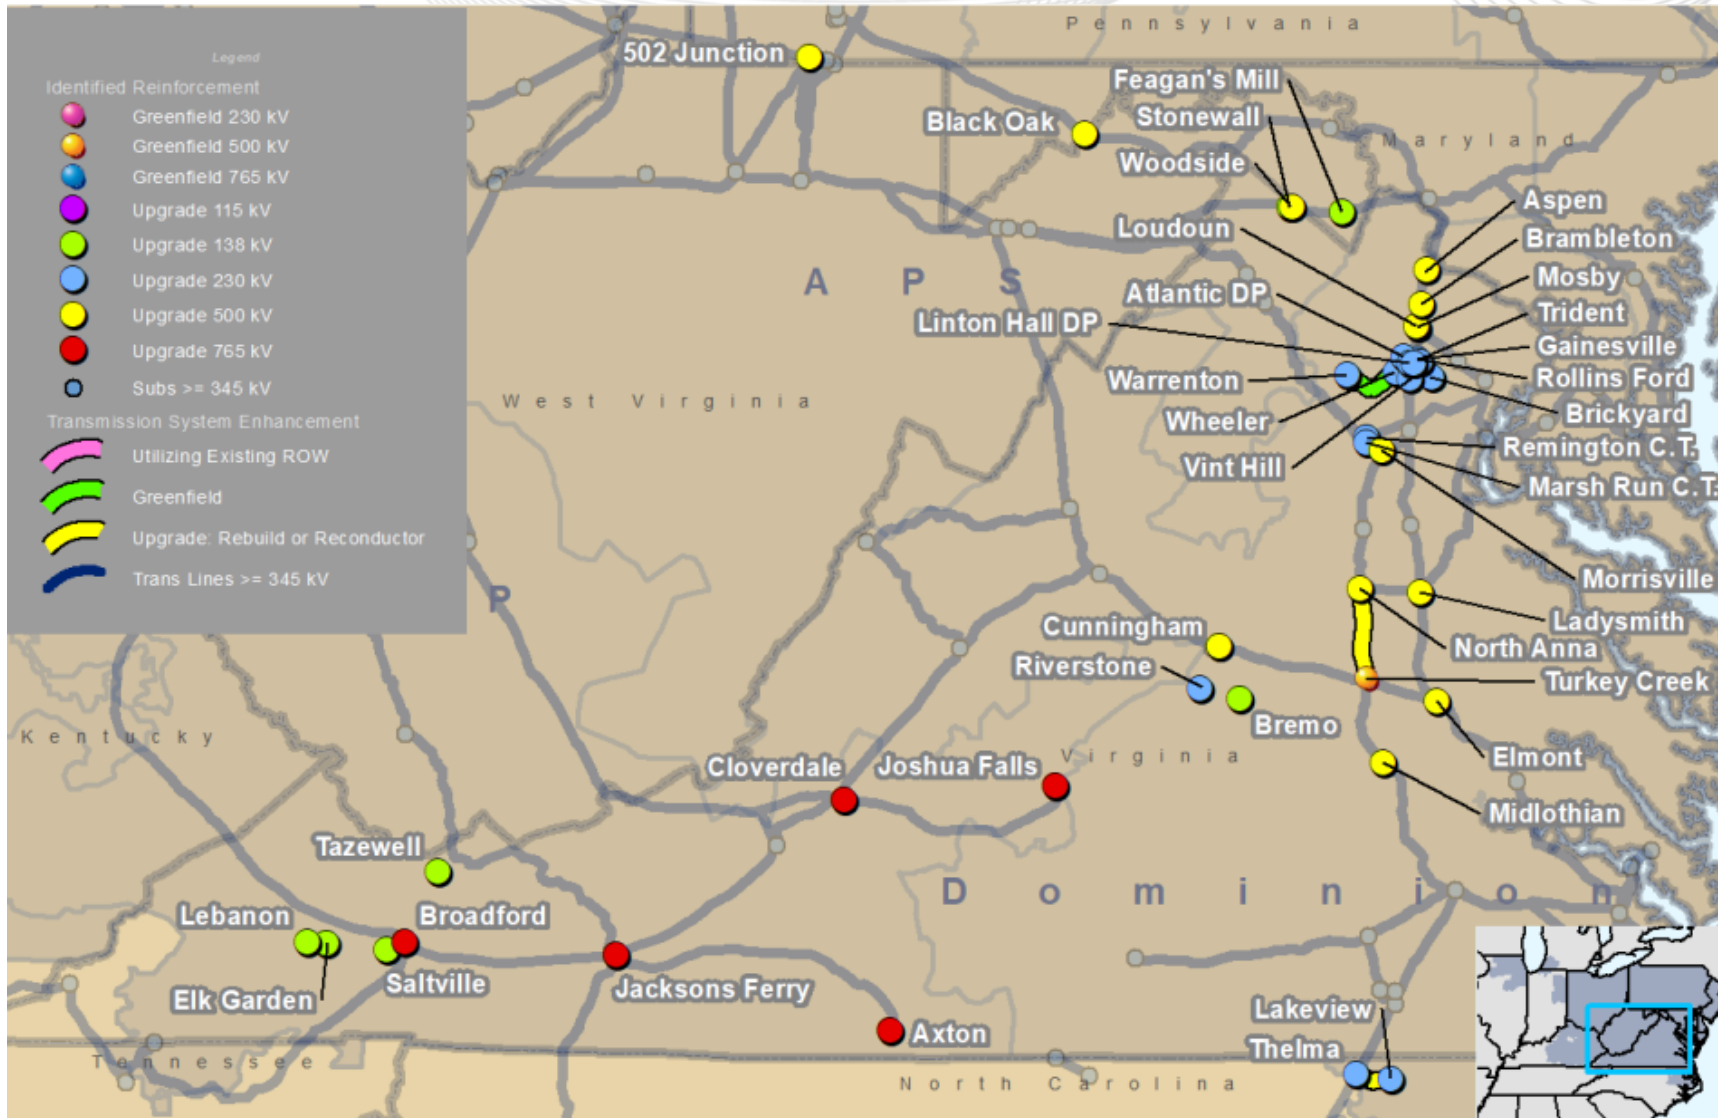 Legend
Identified Reinforcement
Greenfield 230 kV
Greenfield 500 kV
Greenfield 765 kV
Upgrade 115 kV
Upgrade 138 kV
Upgrade 230 kV
Upgrade 500 kV
Upgrade 765 kV
Subs >= 345 kV
Transmission System Enhancement
Utilizing Existing ROW
Greenfield
Upgrade: Rebuild or Reconductor
Trans Lines >= 345 kV
Pennsylvania
502 Junction
Feagan's Mill
Black Oak
Stonewall
Maryland
Woodside
Aspen
Loudoun
Brambleton
APS
Mosby
Atlantic DP
Trident
Linton Hall DP
Gainesville
Warrenton
Rollins Ford
West Virginia
Brickyard
Wheeler
Remington C.T.
Vint Hill
Marsh Run C.T.
Morrisville
P
Ladysmith
Cunningham
North Anna
Riverstone
Turkey Creek
Bremo
Kentucky
Elmont
Virginia
Cloverdale
Joshua Falls
Midlothian
Tazewell
Dominion
Lebanon
Broadford
Saltville
Elk Garden
Jacksons Ferry
Lakeview
Axton
Thelma
Tennessee
North Carolina